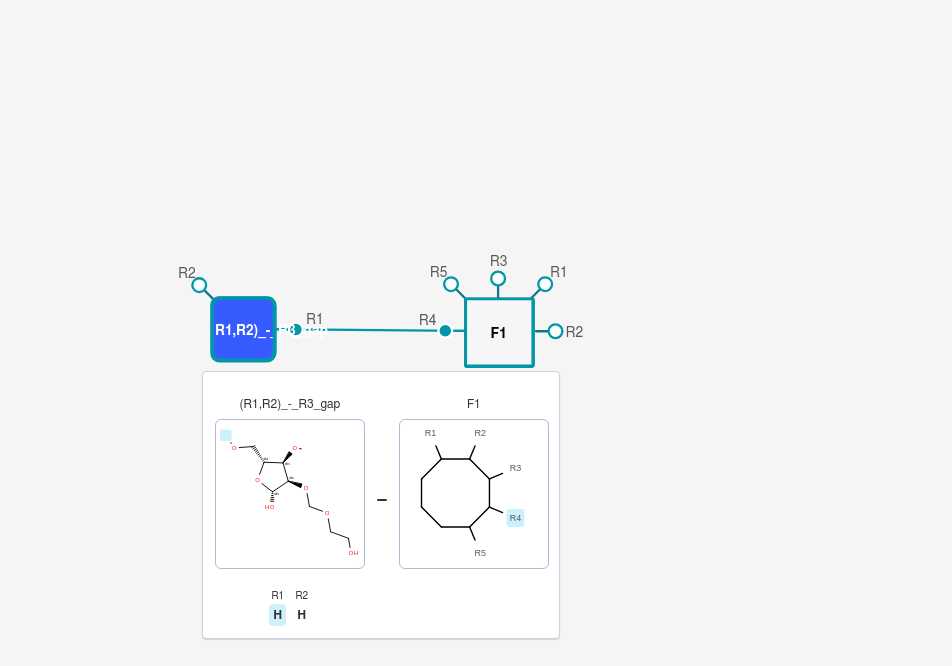 R3
R5 R1
R2
R1
R4
R1,R2)_-_R3_gap
F1
R2
(R1,R2)_-_R3_gap
F1
R1 R2
R3
R4
R5
O
O
O
O
HO
O
OH
R1 R2
H H